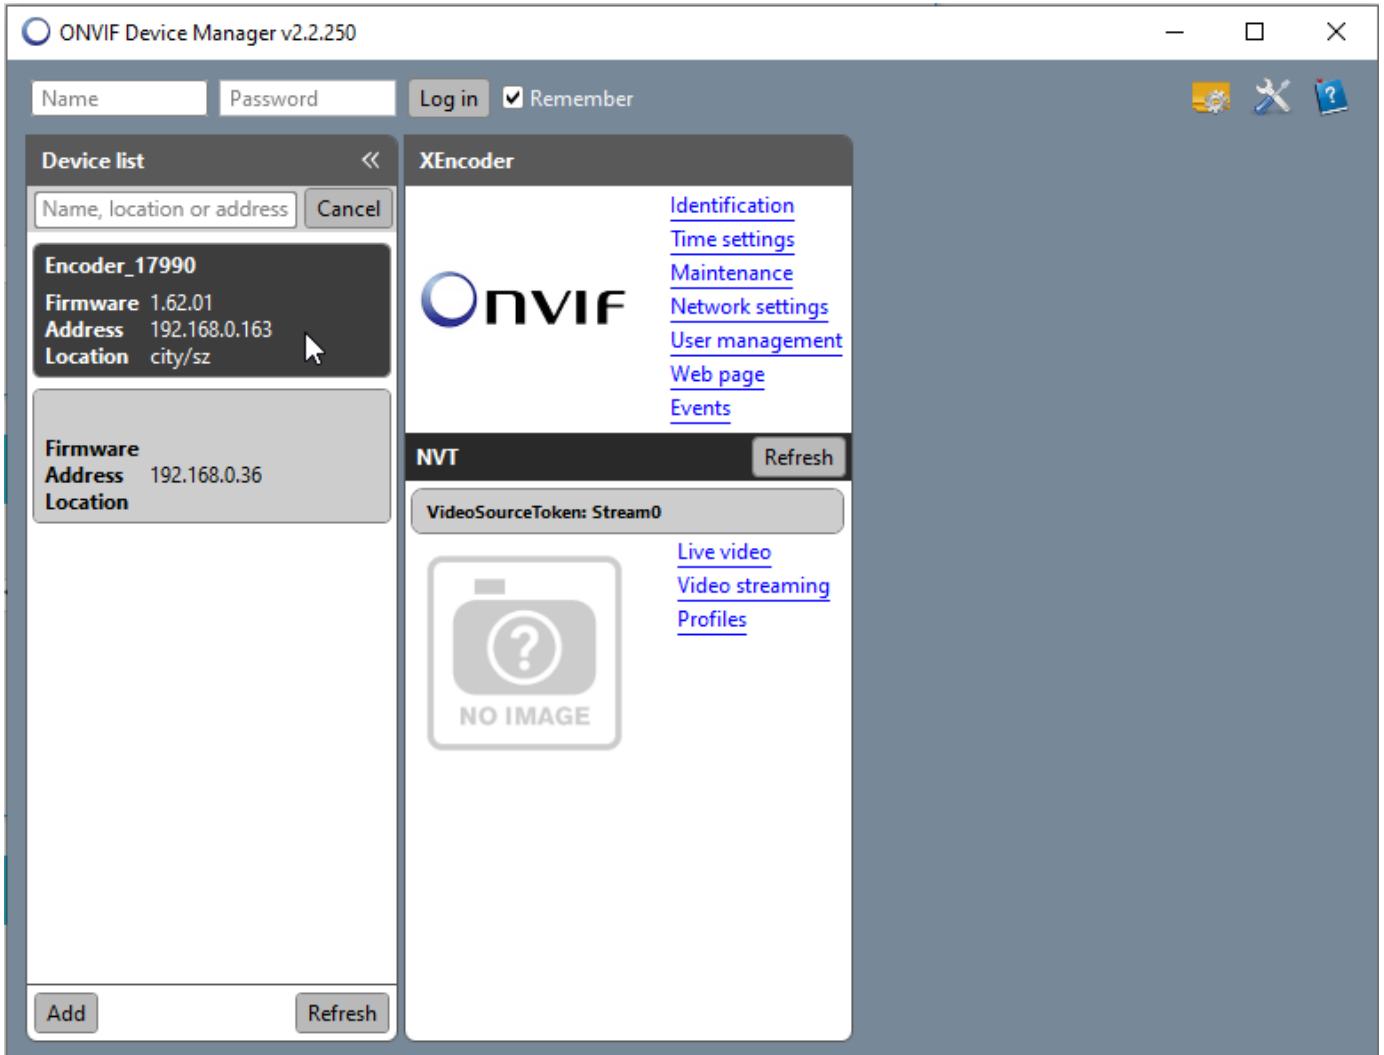 ONVIF Device Manager v2.2.250
Name Password Log in Remember
Device list «
Name, location or address Cancel
Encoder_17990
Firmware 1.62.01
Address 192.168.0.163
Location city/sz
Firmware
Address 192.168.0.36
Location
Add Refresh
XEncoder
ONVIF
Identification
Time settings
Maintenance
Network settings
User management
Web page
Events
NVT Refresh
VideoSourceToken: Stream0
NO IMAGE
Live video
Video streaming
Profiles